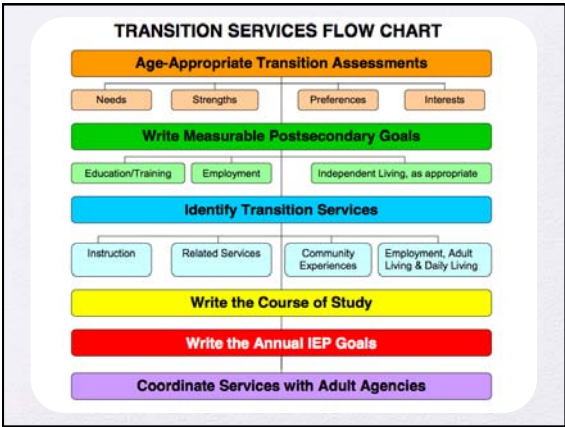 TRANSITION SERVICES FLOW CHART
Age-Appropriate Transition Assessments
Needs
Strengths
Preferences
Interests
Write Measurable Postsecondary Goals
Education/Training
Employment
Independent Living, as appropriate
Identify Transition Services
Instruction
Related Services
Community
Experiences
Employment, Adult
Living & Daily Living
Write the Course of Study
Write the Annual IEP Goals
Coordinate Services with Adult Agencies